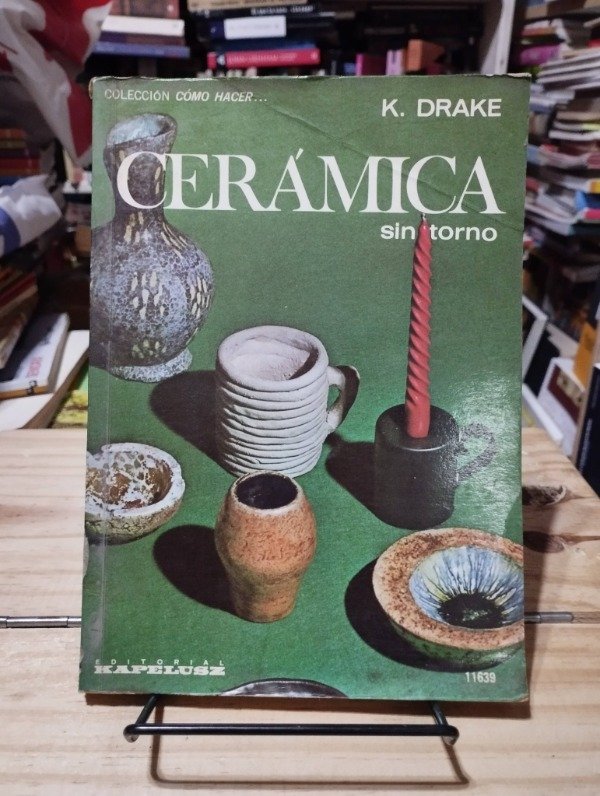 COLECCIÓN CÓMO HACER...
K. DRAKE
CERÁMICA
sin torno
EDITORIAL
KAPELUSZ
11639